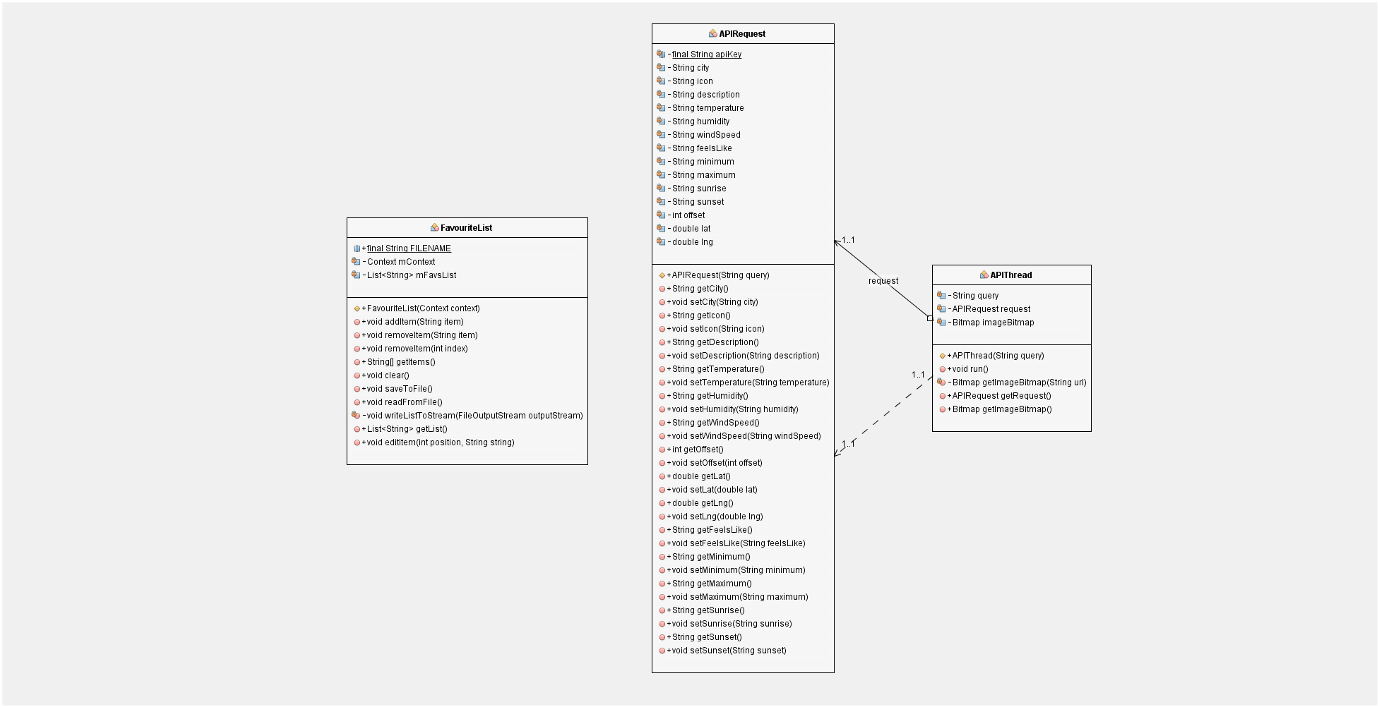 APIRequest
-final String apiKey
-String city
-String icon
-String description
-String temperature
-String humidity
-String windSpeed
-String feelsLike
-String minimum
-String maximum
-String sunrise
-String sunset
-int offset
-double lat
-double lng
+APIRequest(String query)
+String getCity()
+void setCity(String city)
+String getIcon()
+void setIcon(String icon)
+String getDescription()
+void setDescription(String description)
+String getTemperature()
+void setTemperature(String temperature)
+String getHumidity()
+void setHumidity(String humidity)
+String getWindSpeed()
+void setWindSpeed(String windSpeed)
+int getOffset()
+void setOffset(int offset)
+double getLat()
+void setLat(double lat)
+double getLng()
+void setLng(double lng)
+String getFeelsLike()
+void setFeelsLike(String feelsLike)
+String getMinimum()
+void setMinimum(String minimum)
+String getMaximum()
+void setMaximum(String maximum)
+String getSunrise()
+void setSunrise(String sunrise)
+String getSunset()
+void setSunset(String sunset)
FavouriteList
+final String FILENAME
-Context mContext
-List<String> mFavsList
+FavouriteList(Context context)
+void addItem(String item)
+void removeItem(String item)
+void removeItem(int index)
+String[] getItems()
+void clear()
+void saveToFile()
+void readFromFile()
-void writeListToStream(FileOutputStream outputStream)
+List<String> getList()
+void editItem(int position, String string)
1..1
request
1..1
1..1
APIThread
-String query
-APIRequest request
-Bitmap imageBitmap
+APIThread(String query)
+void run()
-Bitmap getImageBitmap(String url)
+APIRequest getRequest()
+Bitmap getImageBitmap()